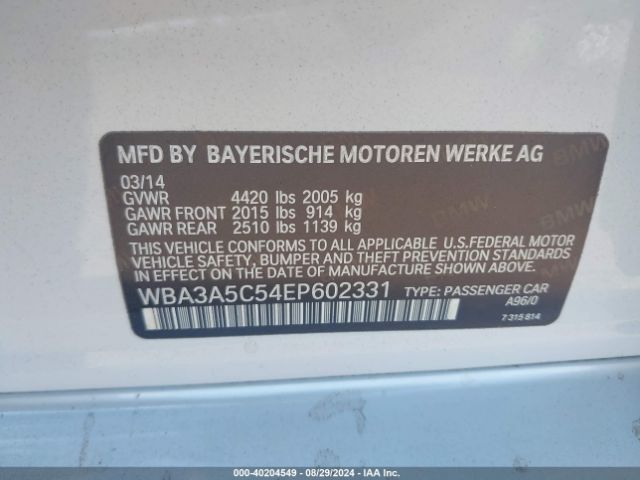 MFD BY BAYERISCHE MOTOREN WERKE AG
03/14
GVWR 4420 lbs 2005 kg
GAWR FRONT 2015 lbs 914 kg
GAWR REAR 2510 lbs 1139 kg
THIS VEHICLE CONFORMS TO ALL APPLICABLE U.S.FEDERAL MOTOR
VEHICLE SAFETY, BUMPER AND THEFT PREVENTION STANDARDS
IN EFFECT ON THE DATE OF MANUFACTURE SHOWN ABOVE.
WBA3A5C54EP602331 TYPE: PASSENGER CAR
A96/0
7 315 814
000-40204549 - 08/29/2024 - IAA Inc.